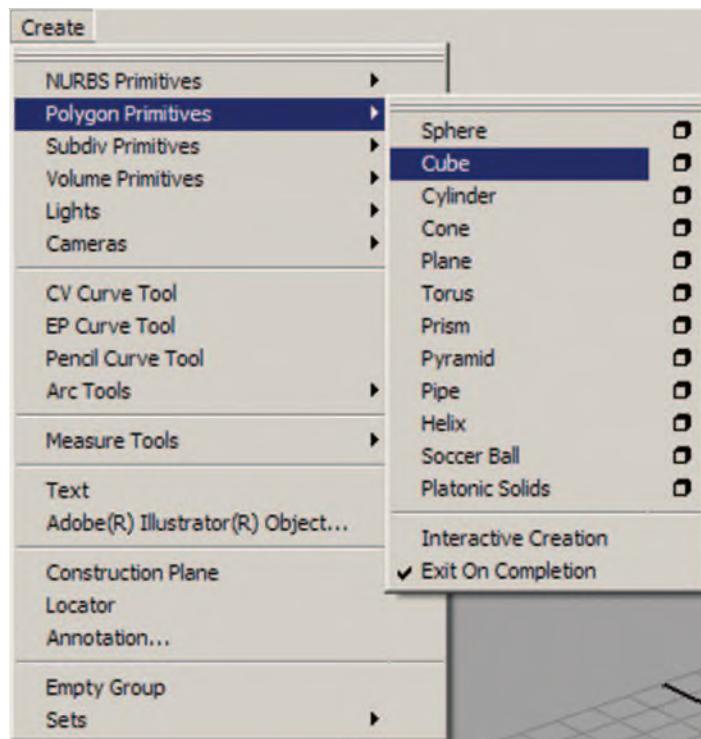 Create
NURBS Primitives
Polygon Primitives
Subdiv Primitives
Volume Primitives
Lights
Cameras
CV Curve Tool
EP Curve Tool
Pencil Curve Tool
Arc Tools
Measure Tools
Text
Adobe(R) Illustrator(R) Object...
Construction Plane
Locator
Annotation...
Empty Group
Sets
Sphere
Cube
Cylinder
Cone
Plane
Torus
Prism
Pyramid
Pipe
Helix
Soccer Ball
Platonic Solids
Interactive Creation
Exit On Completion